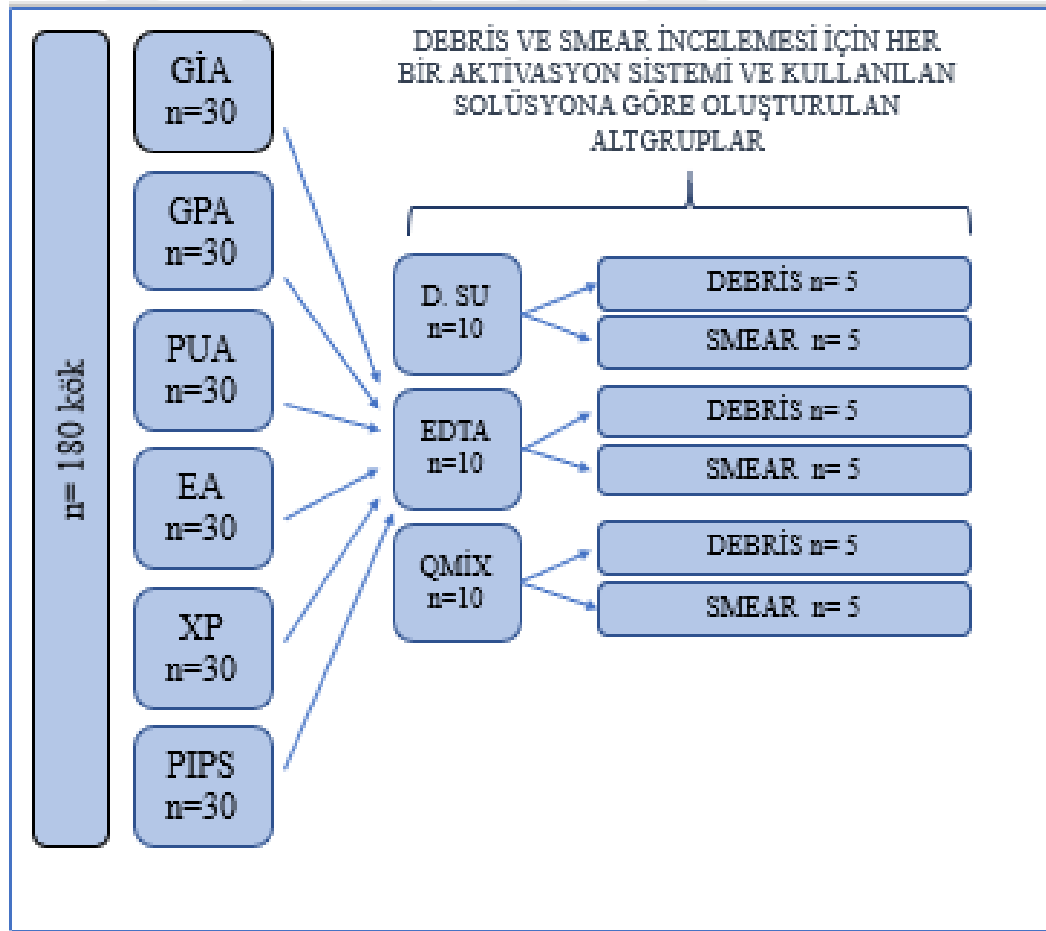 n= 180 kök
GİA
n=30
GPA
n=30
PUA
n=30
EA
n=30
XP
n=30
PIPS
n=30
DEBRİS VE SMEAR İNCELEMESİ İÇİN HER
BİR AKTİVASYON SİSTEMİ VE KULLANILAN
SOLÜSYONA GÖRE OLUŞTURULAN
ALTGRUPLAR
D. SU
n=10
DEBRİS n= 5
SMEAR n= 5
EDTA
n=10
DEBRİS n= 5
SMEAR n= 5
QMİX
n=10
DEBRİS n= 5
SMEAR n= 5